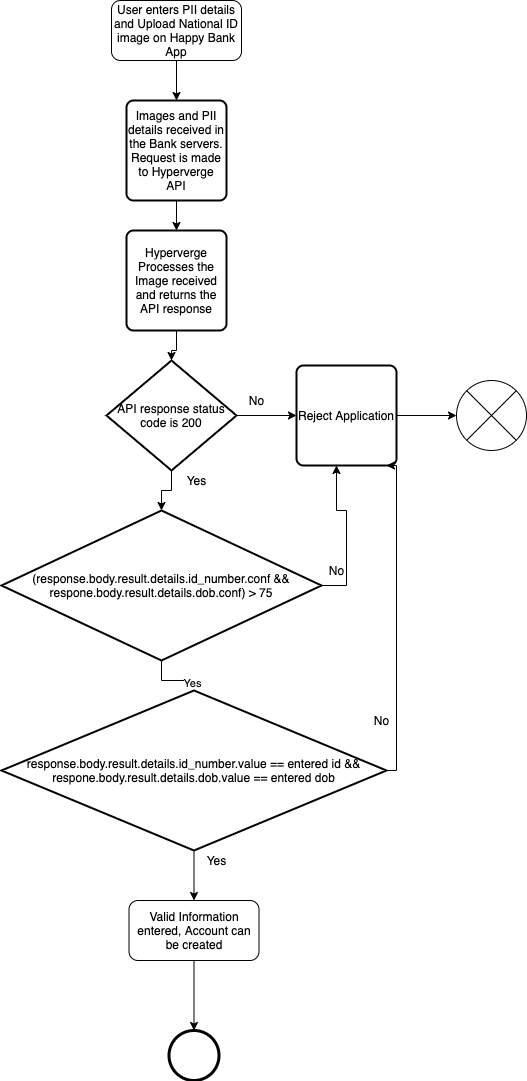 User enters PII details
and Upload National ID
image on Happy Bank
App
Images and PII
details received in
the Bank servers.
Request is made
to Hyperverge
API
Hyperverge
Processes the
Image received
and returns the
API response
API response status
code is 200
No
Reject Application
Yes
(response.body.result.details.id_number.conf &&
respone.body.result.details.dob.conf) > 75
No
Yes
No
response.body.result.details.id_number.value == entered id &&
respone.body.result.details.dob.value == entered dob
Yes
Valid Information
entered, Account can
be created